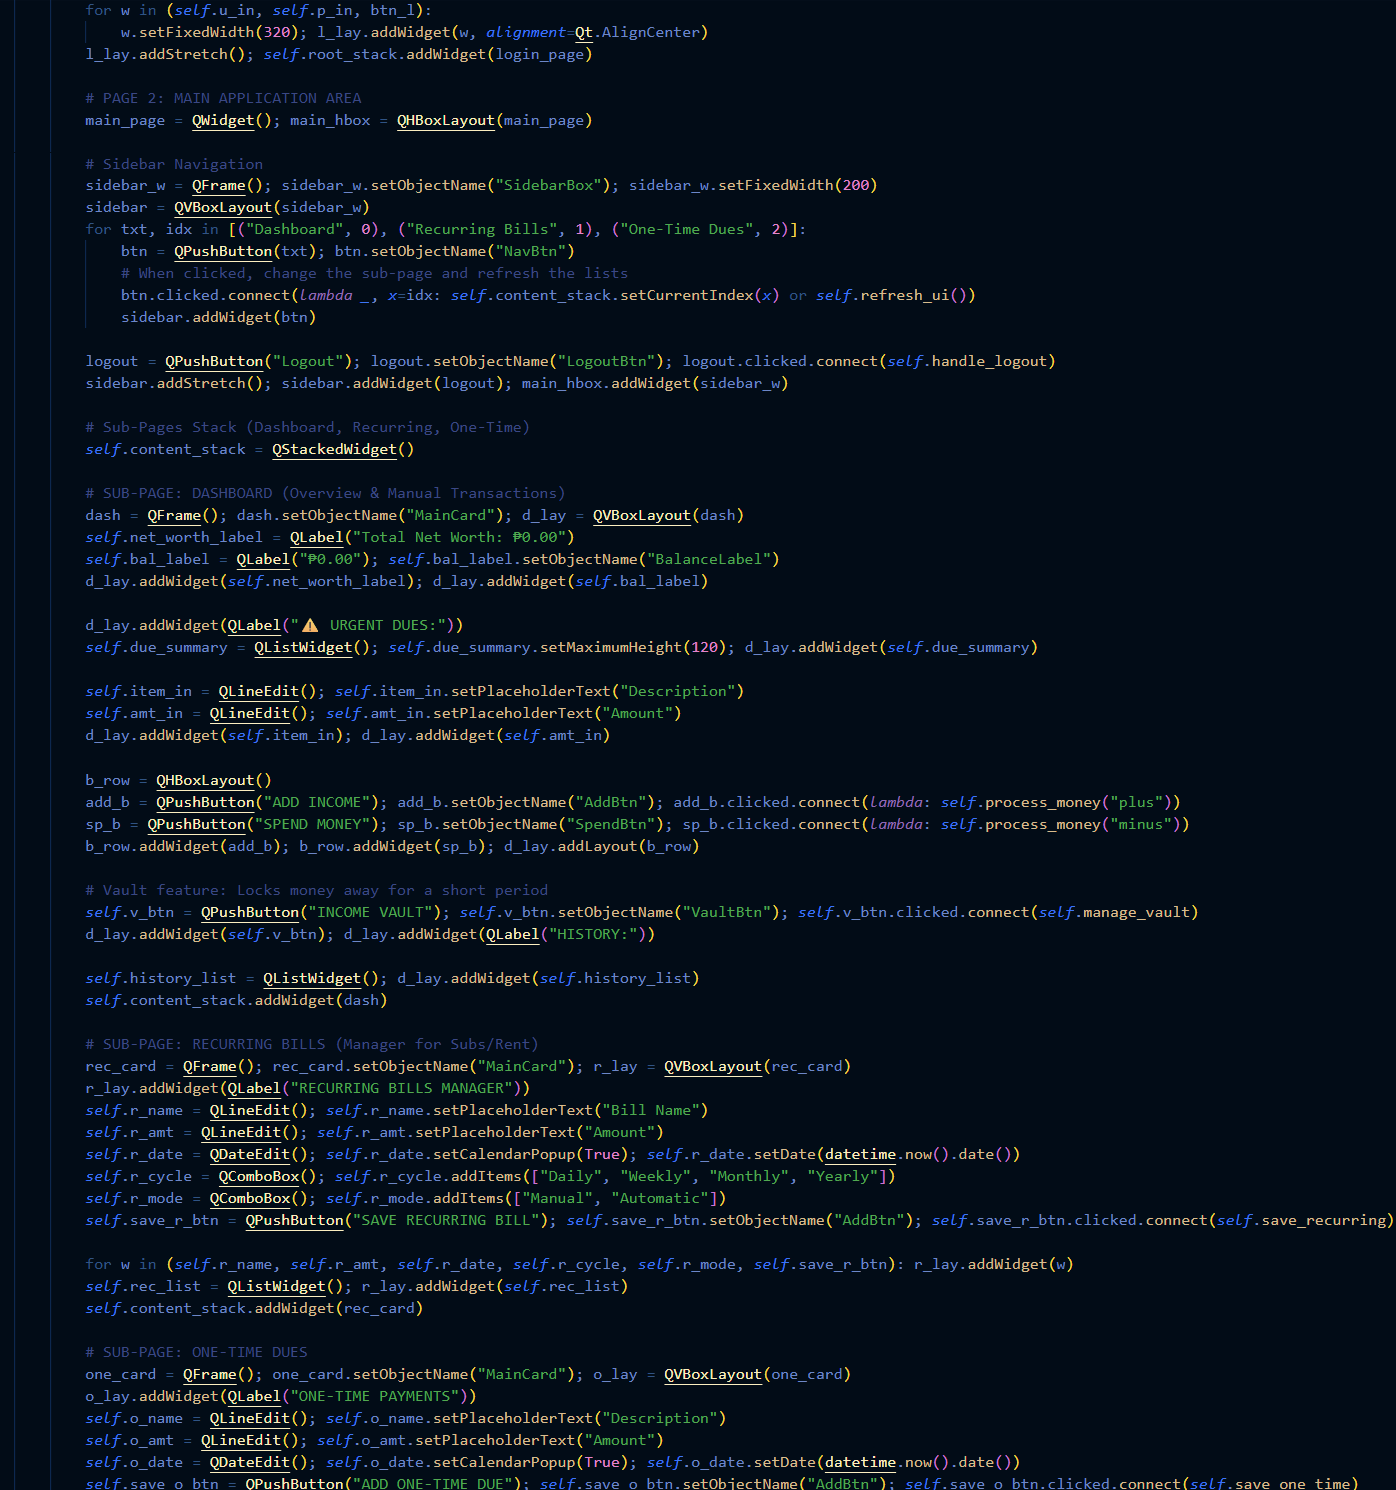 for w in (self.u_in, self.p_in, btn_l):
    w.setFixedWidth(320); l_lay.addWidget(w, alignment=Qt.AlignCenter)
l_lay.addStretch(); self.root_stack.addWidget(login_page)

# PAGE 2: MAIN APPLICATION AREA
main_page = QWidget(); main_hbox = QHBoxLayout(main_page)

# Sidebar Navigation
sidebar_w = QFrame(); sidebar_w.setObjectName("SidebarBox"); sidebar_w.setFixedWidth(200)
sidebar = QVBoxLayout(sidebar_w)
for txt, idx in [("Dashboard", 0), ("Recurring Bills", 1), ("One-Time Dues", 2)]:
    btn = QPushButton(txt); btn.setObjectName("NavBtn")
    # When clicked, change the sub-page and refresh the lists
    btn.clicked.connect(lambda _, x=idx: self.content_stack.setCurrentIndex(x) or self.refresh_ui())
    sidebar.addWidget(btn)

logout = QPushButton("Logout"); logout.setObjectName("LogoutBtn"); logout.clicked.connect(self.handle_logout)
sidebar.addStretch(); sidebar.addWidget(logout); main_hbox.addWidget(sidebar_w)

# Sub-Pages Stack (Dashboard, Recurring, One-Time)
self.content_stack = QStackedWidget()

# SUB-PAGE: DASHBOARD (Overview & Manual Transactions)
dash = QFrame(); dash.setObjectName("MainCard"); d_lay = QVBoxLayout(dash)
self.net_worth_label = QLabel("Total Net Worth: ₱0.00")
self.bal_label = QLabel("₱0.00"); self.bal_label.setObjectName("BalanceLabel")
d_lay.addWidget(self.net_worth_label); d_lay.addWidget(self.bal_label)

d_lay.addWidget(QLabel("⚠️ URGENT DUES:"))
self.due_summary = QListWidget(); self.due_summary.setMaximumHeight(120); d_lay.addWidget(self.due_summary)

self.item_in = QLineEdit(); self.item_in.setPlaceholderText("Description")
self.amt_in = QLineEdit(); self.amt_in.setPlaceholderText("Amount")
d_lay.addWidget(self.item_in); d_lay.addWidget(self.amt_in)

b_row = QHBoxLayout()
add_b = QPushButton("ADD INCOME"); add_b.setObjectName("AddBtn"); add_b.clicked.connect(lambda: self.process_money("plus"))
sp_b = QPushButton("SPEND MONEY"); sp_b.setObjectName("SpendBtn"); sp_b.clicked.connect(lambda: self.process_money("minus"))
b_row.addWidget(add_b); b_row.addWidget(sp_b); d_lay.addLayout(b_row)

# Vault feature: Locks money away for a short period
self.v_btn = QPushButton("INCOME VAULT"); self.v_btn.setObjectName("VaultBtn"); self.v_btn.clicked.connect(self.manage_vault)
d_lay.addWidget(self.v_btn); d_lay.addWidget(QLabel("HISTORY:"))

self.history_list = QListWidget(); d_lay.addWidget(self.history_list)
self.content_stack.addWidget(dash)

# SUB-PAGE: RECURRING BILLS (Manager for Subs/Rent)
rec_card = QFrame(); rec_card.setObjectName("MainCard"); r_lay = QVBoxLayout(rec_card)
r_lay.addWidget(QLabel("RECURRING BILLS MANAGER"))
self.r_name = QLineEdit(); self.r_name.setPlaceholderText("Bill Name")
self.r_amt = QLineEdit(); self.r_amt.setPlaceholderText("Amount")
self.r_date = QDateEdit(); self.r_date.setCalendarPopup(True); self.r_date.setDate(datetime.now().date())
self.r_cycle = QComboBox(); self.r_cycle.addItems(["Daily", "Weekly", "Monthly", "Yearly"])
self.r_mode = QComboBox(); self.r_mode.addItems(["Manual", "Automatic"])
self.save_r_btn = QPushButton("SAVE RECURRING BILL"); self.save_r_btn.setObjectName("AddBtn"); self.save_r_btn.clicked.connect(self.save_recurring)

for w in (self.r_name, self.r_amt, self.r_date, self.r_cycle, self.r_mode, self.save_r_btn): r_lay.addWidget(w)
self.rec_list = QListWidget(); r_lay.addWidget(self.rec_list)
self.content_stack.addWidget(rec_card)

# SUB-PAGE: ONE-TIME DUES
one_card = QFrame(); one_card.setObjectName("MainCard"); o_lay = QVBoxLayout(one_card)
o_lay.addWidget(QLabel("ONE-TIME PAYMENTS"))
self.o_name = QLineEdit(); self.o_name.setPlaceholderText("Description")
self.o_amt = QLineEdit(); self.o_amt.setPlaceholderText("Amount")
self.o_date = QDateEdit(); self.o_date.setCalendarPopup(True); self.o_date.setDate(datetime.now().date())
self.save_o_btn = QPushButton("ADD ONE-TIME DUE"); self.save_o_btn.setObjectName("AddBtn"); self.save_o_btn.clicked.connect(self.save_one_time)